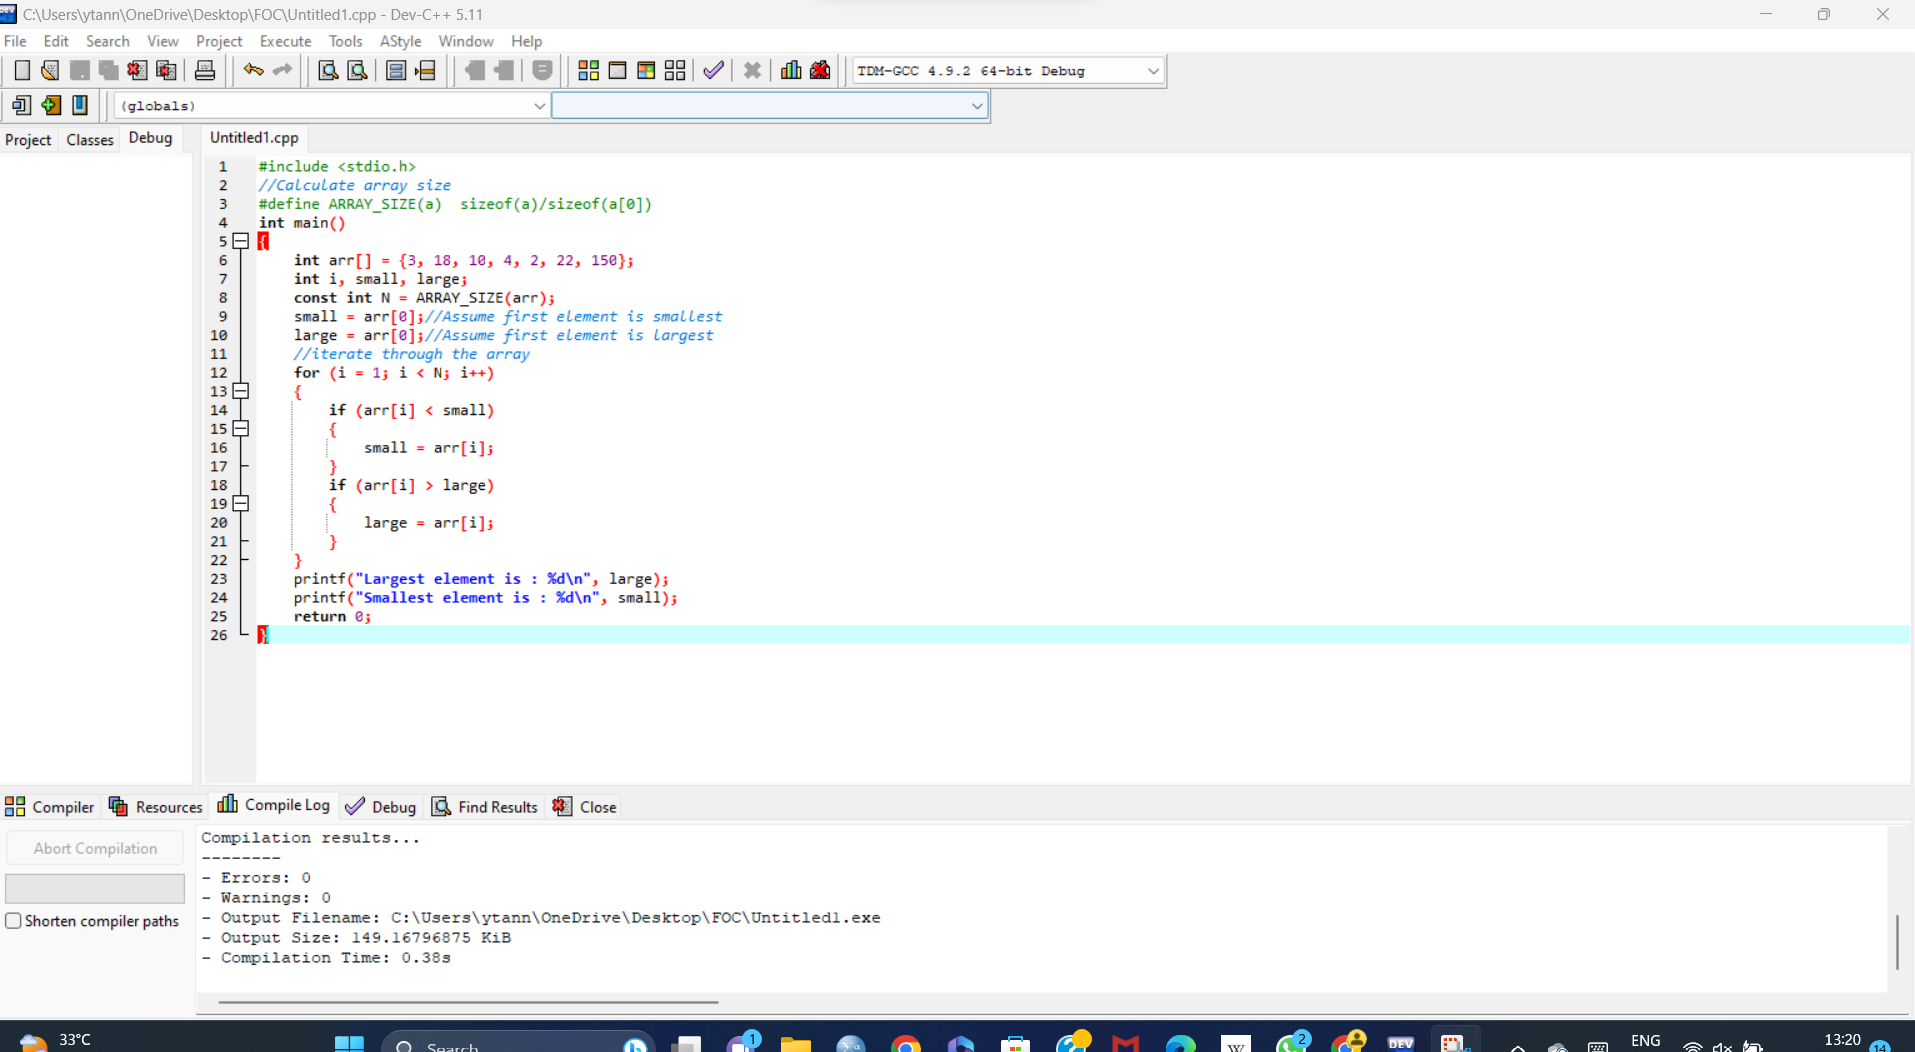 C:\Users\ytann\OneDrive\Desktop\FOC\Untitled1.cpp - Dev-C++ 5.11
File Edit Search View Project Execute Tools AStyle Window Help
TDM-GCC 4.9.2 64-bit Debug
(globals)
Project Classes Debug Untitled1.cpp
1 #include <stdio.h>
2 //Calculate array size
3 #define ARRAY_SIZE(a)  sizeof(a)/sizeof(a[0])
4 int main()
5 {
6     int arr[] = {3, 18, 10, 4, 2, 22, 150};
7     int i, small, large;
8     const int N = ARRAY_SIZE(arr);
9     small = arr[0];//Assume first element is smallest
10     large = arr[0];//Assume first element is largest
11     //iterate through the array
12     for (i = 1; i < N; i++)
13     {
14         if (arr[i] < small)
15         {
16             small = arr[i];
17         }
18         if (arr[i] > large)
19         {
20             large = arr[i];
21         }
22     }
23     printf("Largest element is : %d\n", large);
24     printf("Smallest element is : %d\n", small);
25     return 0;
26 }
Compiler Resources Compile Log Debug Find Results Close
Abort Compilation
Shorten compiler paths
Compilation results...
--------
- Errors: 0
- Warnings: 0
- Output Filename: C:\Users\ytann\OneDrive\Desktop\FOC\Untitled1.exe
- Output Size: 149.16796875 KiB
- Compilation Time: 0.38s
33°C Search 1 W 2 DEV ENG 13:20 14